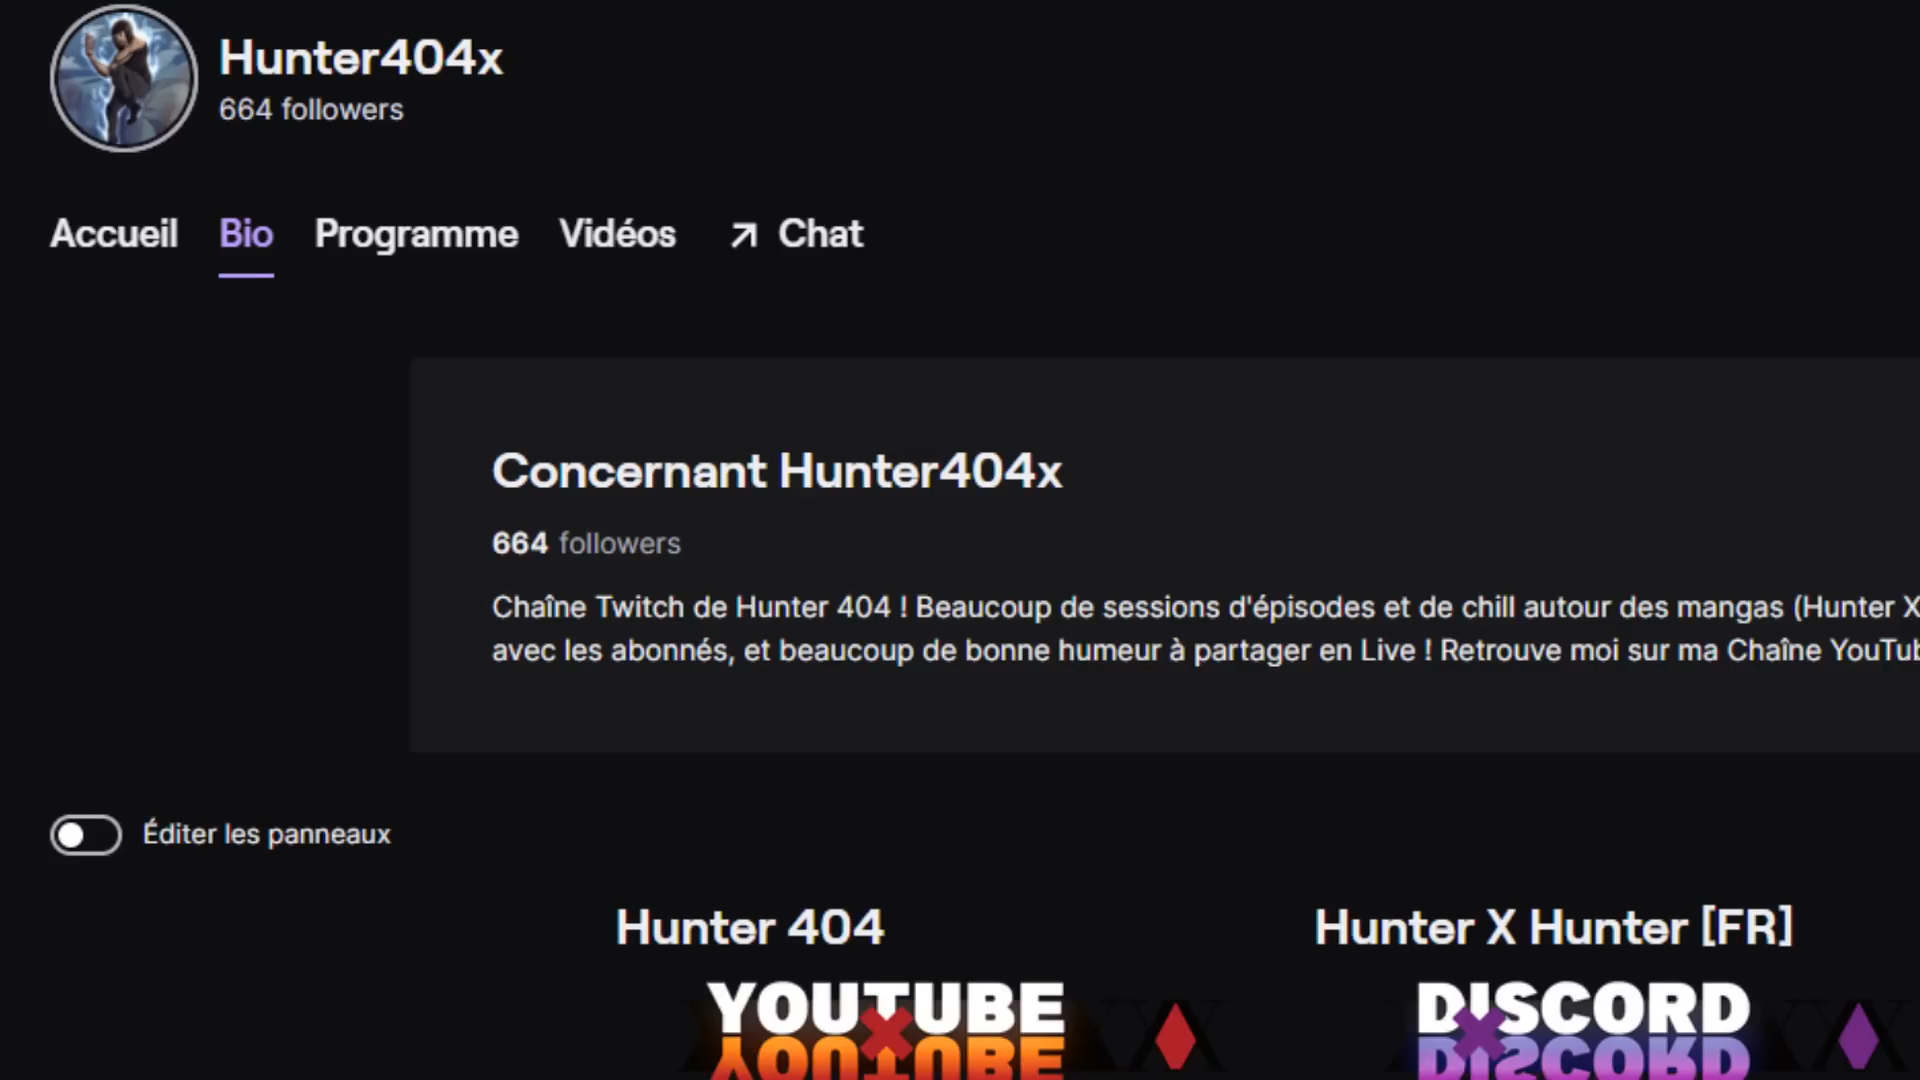 Hunter404x
664 followers
Accueil Bio Programme Vidéos Chat
Concernant Hunter404x
664 followers
Chaîne Twitch de Hunter 404 ! Beaucoup de sessions d'épisodes et de chill autour des mangas (Hunter X
avec les abonnés, et beaucoup de bonne humeur à partager en Live ! Retrouve moi sur ma Chaîne YouTub
Éditer les panneaux
Hunter 404 Hunter X Hunter [FR]
YOUTUBE DISCORD